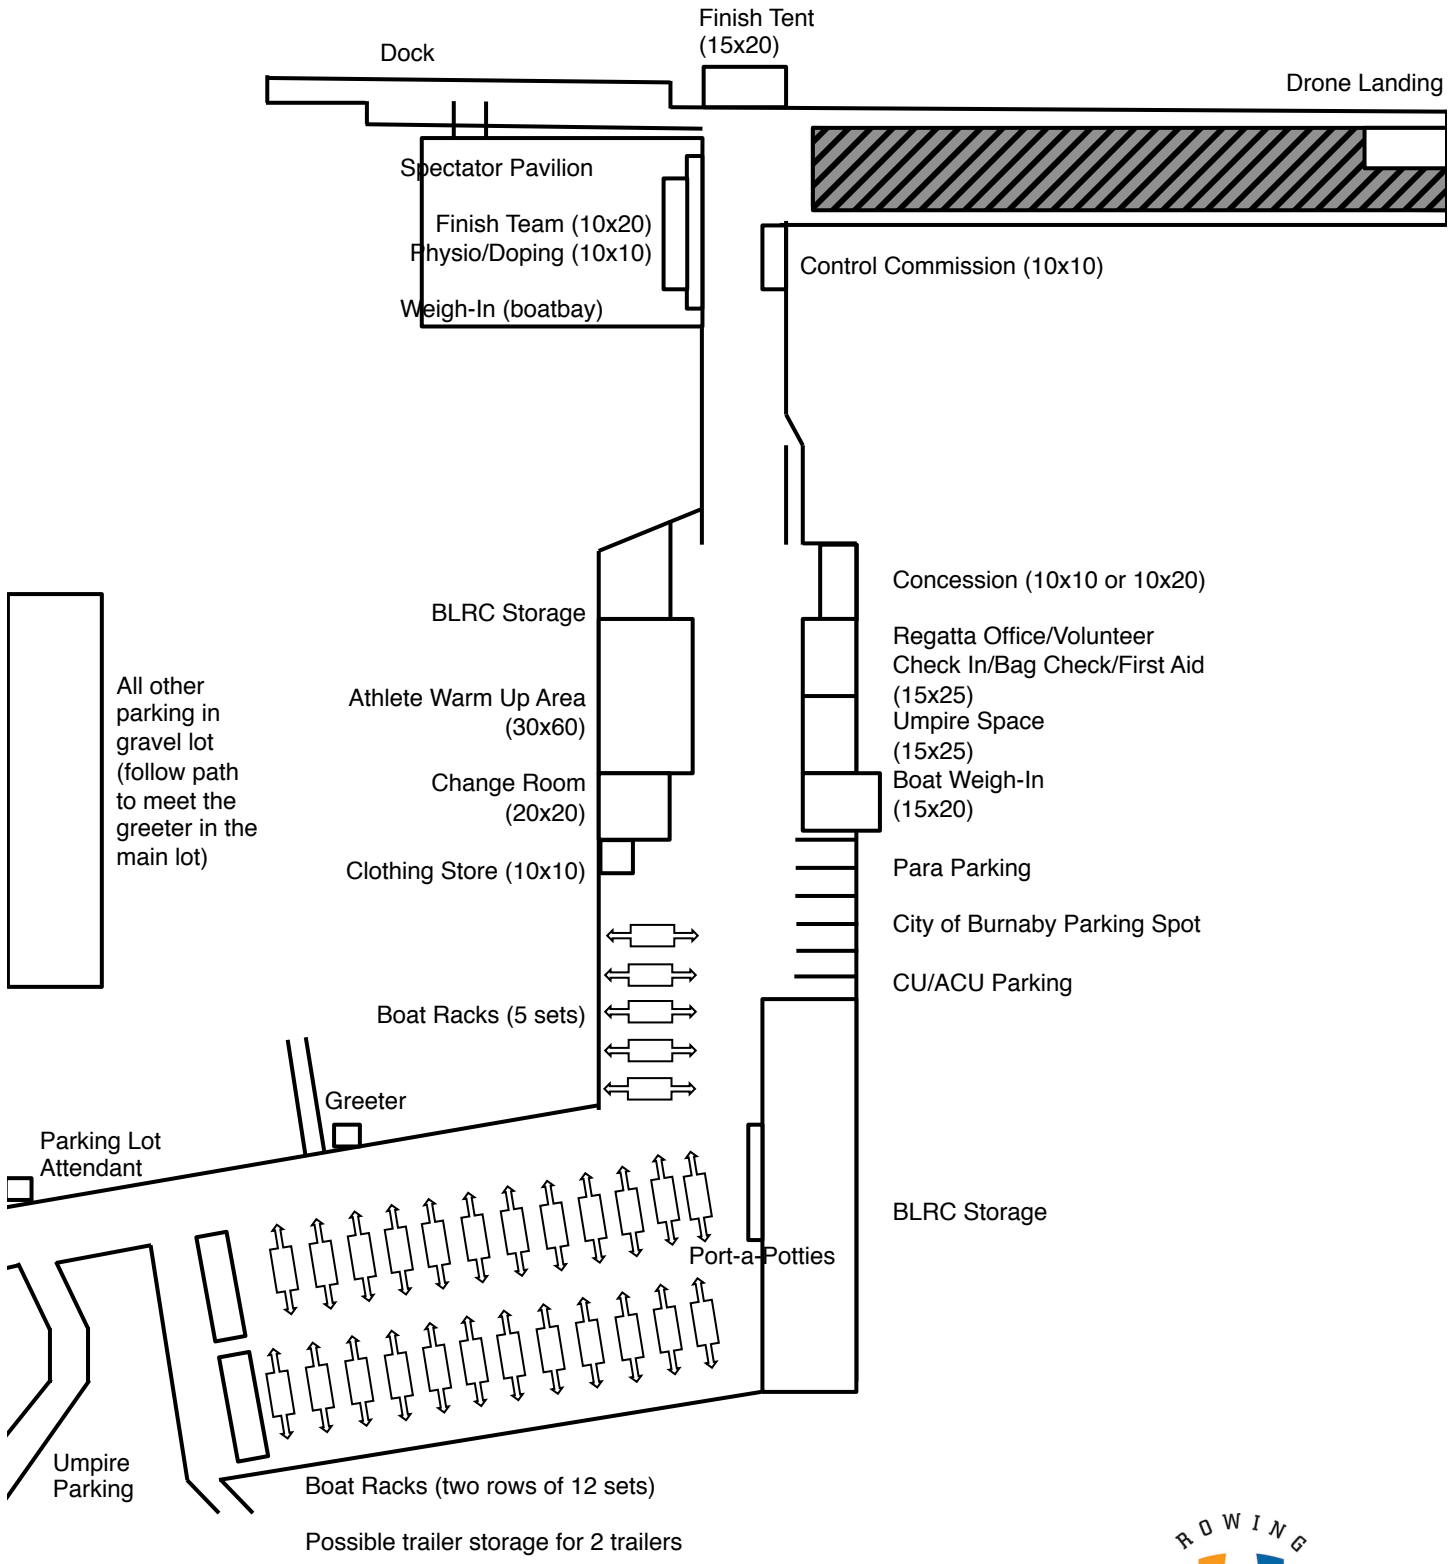 Finish Tent
(15x20)
Dock
Drone Landing
Spectator Pavilion
Finish Team (10x20)
Physio/Doping (10x10)
Control Commission (10x10)
Weigh-In (boatbay)
Concession (10x10 or 10x20)
BLRC Storage
Regatta Office/Volunteer
Check In/Bag Check/First Aid
(15x25)
All other
parking in
gravel lot
(follow path
to meet the
greeter in the
main lot)
Athlete Warm Up Area
(30x60)
Umpire Space
(15x25)
Change Room
(20x20)
Boat Weigh-In
(15x20)
Clothing Store (10x10)
Para Parking
City of Burnaby Parking Spot
CU/ACU Parking
Boat Racks (5 sets)
Greeter
Parking Lot
Attendant
BLRC Storage
Port-a-Potties
Umpire
Parking
Boat Racks (two rows of 12 sets)
Possible trailer storage for 2 trailers
ROWING